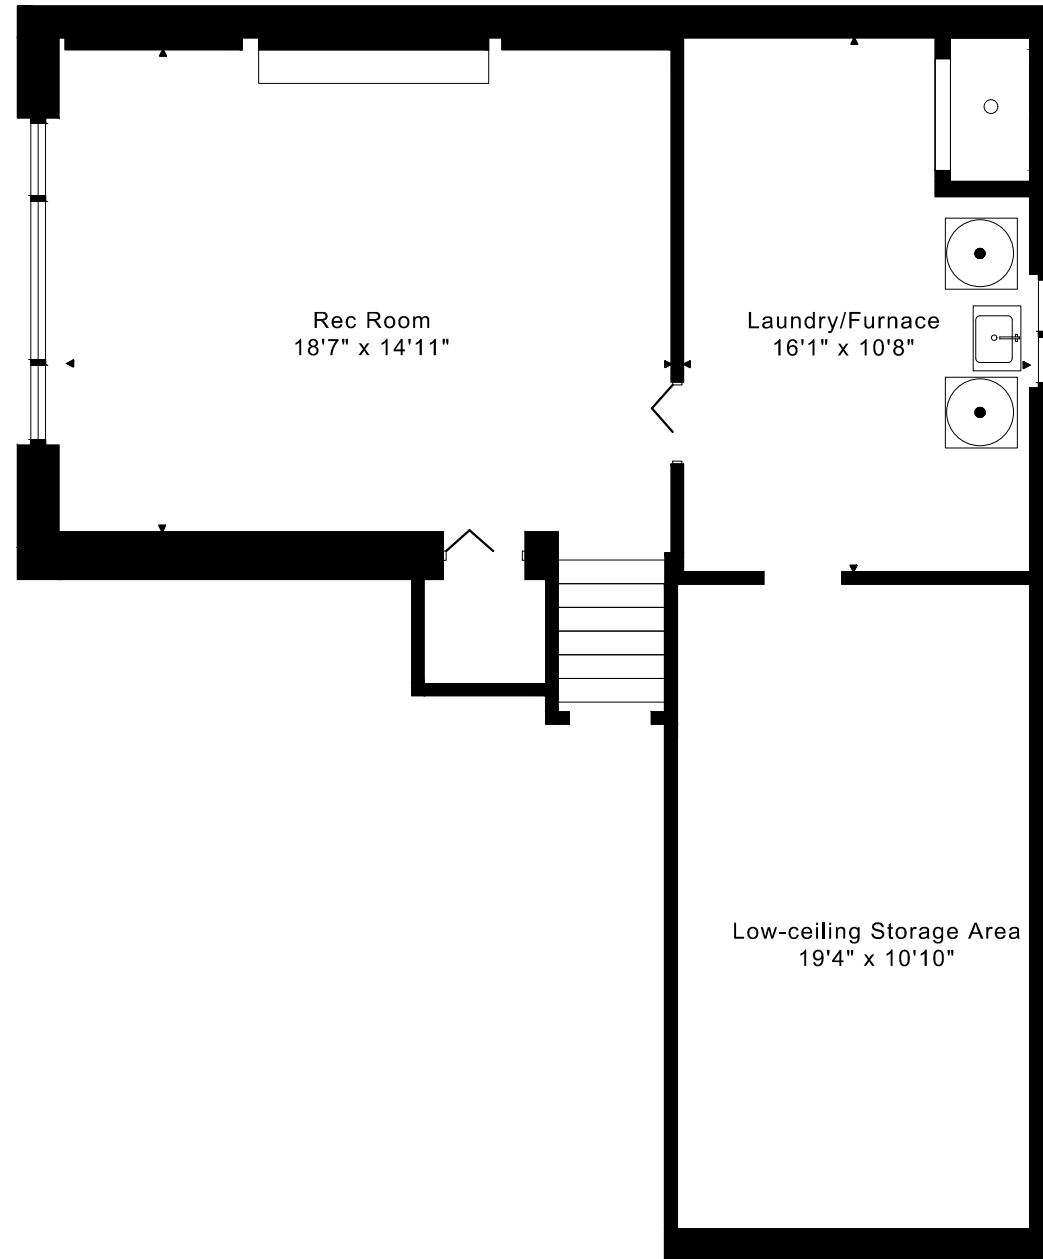 Rec Room
18'7" x 14'11"
Laundry/Furnace
16'1" x 10'8"
Low-ceiling Storage Area
19'4" x 10'10"